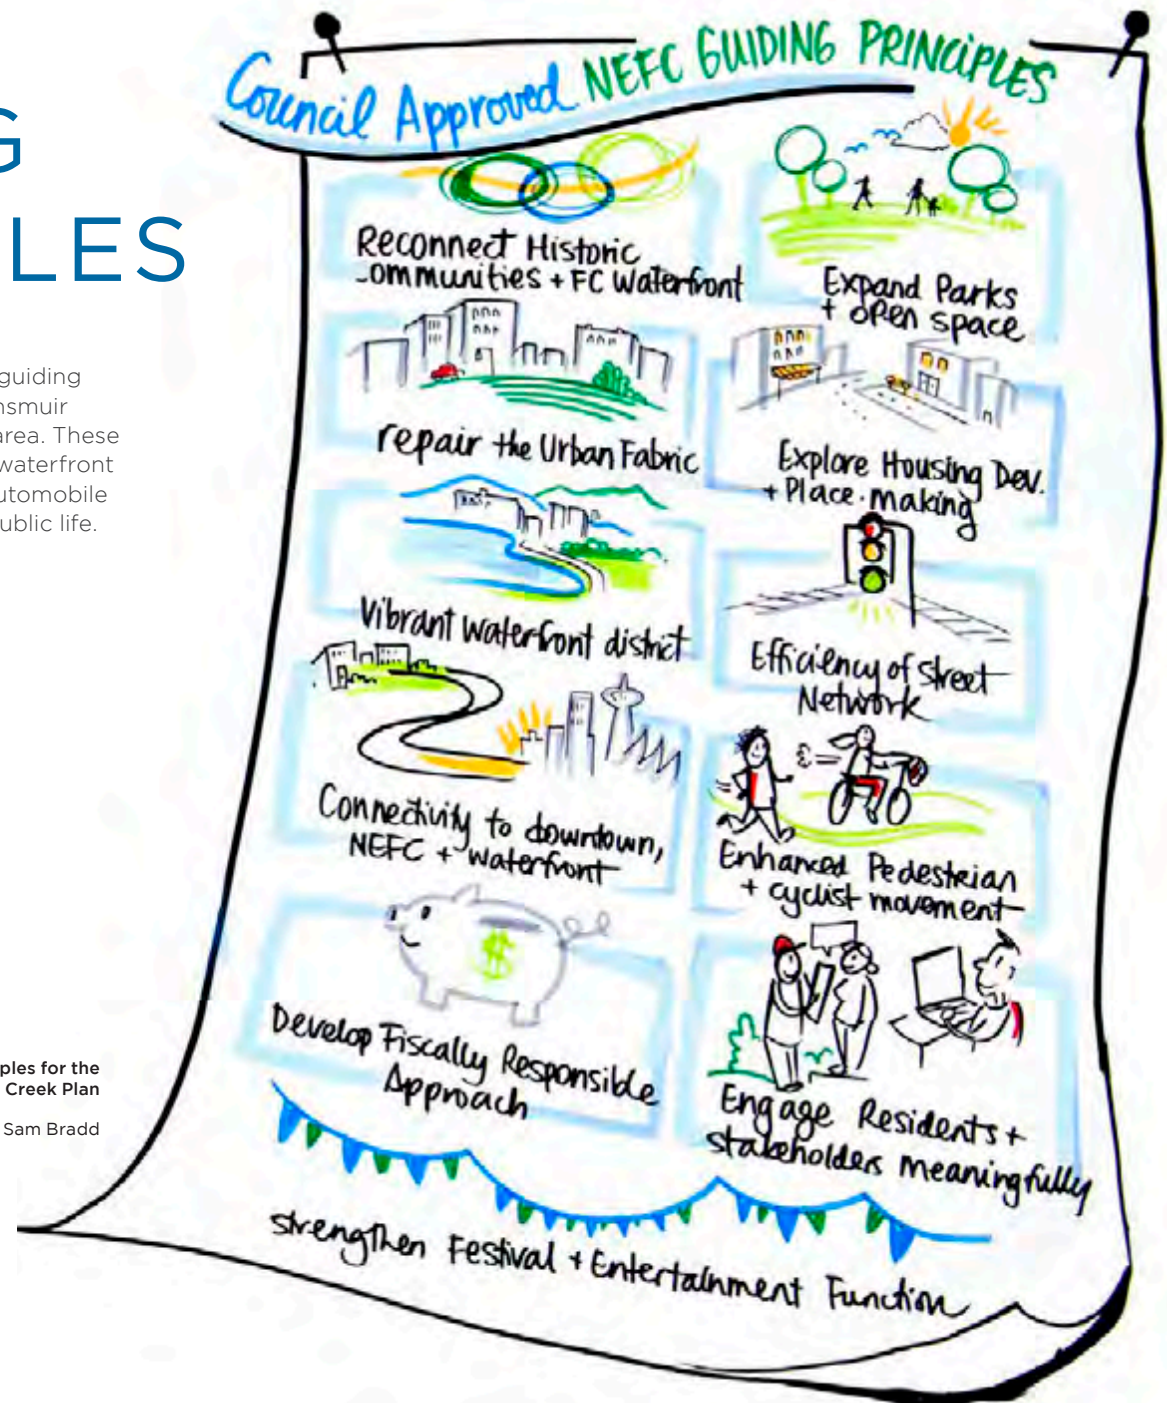 G
LES
guiding
nsmuir
area. These
waterfront
utomobile
ublic life.
ples for the
Creek Plan
Sam Bradd
Council Approved NEFC GUIDING PRINCIPLES
Reconnect Historic
ommunities + FC Waterfront
Expand Parks
+ open space
repair the Urban Fabric
Explore Housing Dev.
+ Place-making
Vibrant waterfront district
Efficiency of Street
Network
Connectivity to downtown,
NEFC + waterfront
Enhanced Pedestrian
+ cyclist movement
$
Develop Fiscally Responsible
Approach
Engage Residents +
stakeholders meaningfully
strengthen Festival + Entertainment Function